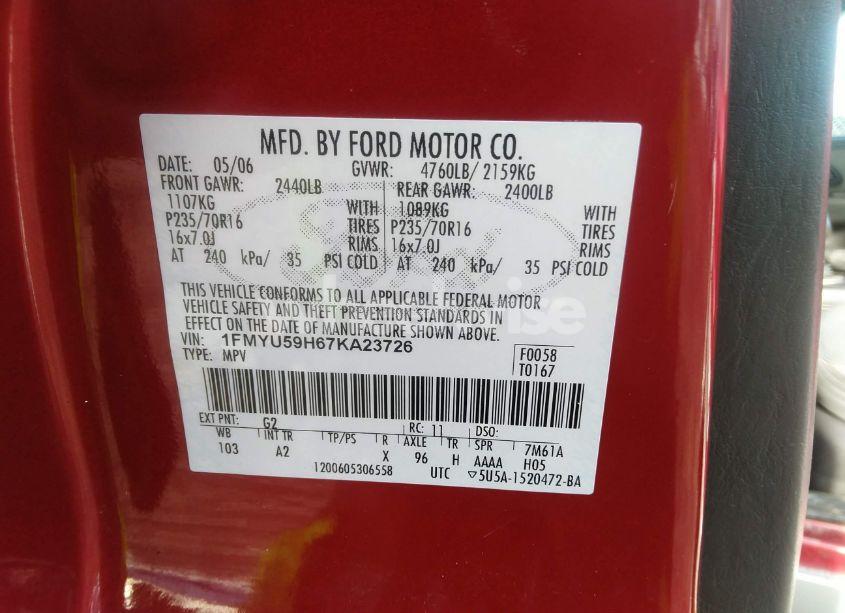 MFD. BY FORD MOTOR CO.
DATE: 05/06 GVWR: 4760LB/ 2159KG
FRONT GAWR: 2440LB REAR GAWR: 2400LB
1107KG WITH 1089KG WITH
P235/70R16 TIRES P235/70R16 TIRES
16x7.0J RIMS 16x7.0J RIMS
AT 240 kPa/ 35 PSI COLD AT 240 kPa/ 35 PSI COLD
THIS VEHICLE CONFORMS TO ALL APPLICABLE FEDERAL MOTOR
VEHICLE SAFETY AND THEFT PREVENTION STANDARDS IN
EFFECT ON THE DATE OF MANUFACTURE SHOWN ABOVE.
VIN: 1FMYU59H67KA23726 F0058
TYPE: MPV T0167
EXT PNT: G2 RC: 11 DSO:
WB INT TR TP/PS R AXLE TR SPR 7M61A
103 A2 X 96 H AAAA H05
1200605306558 UTC ▽5U5A-1520472-BA